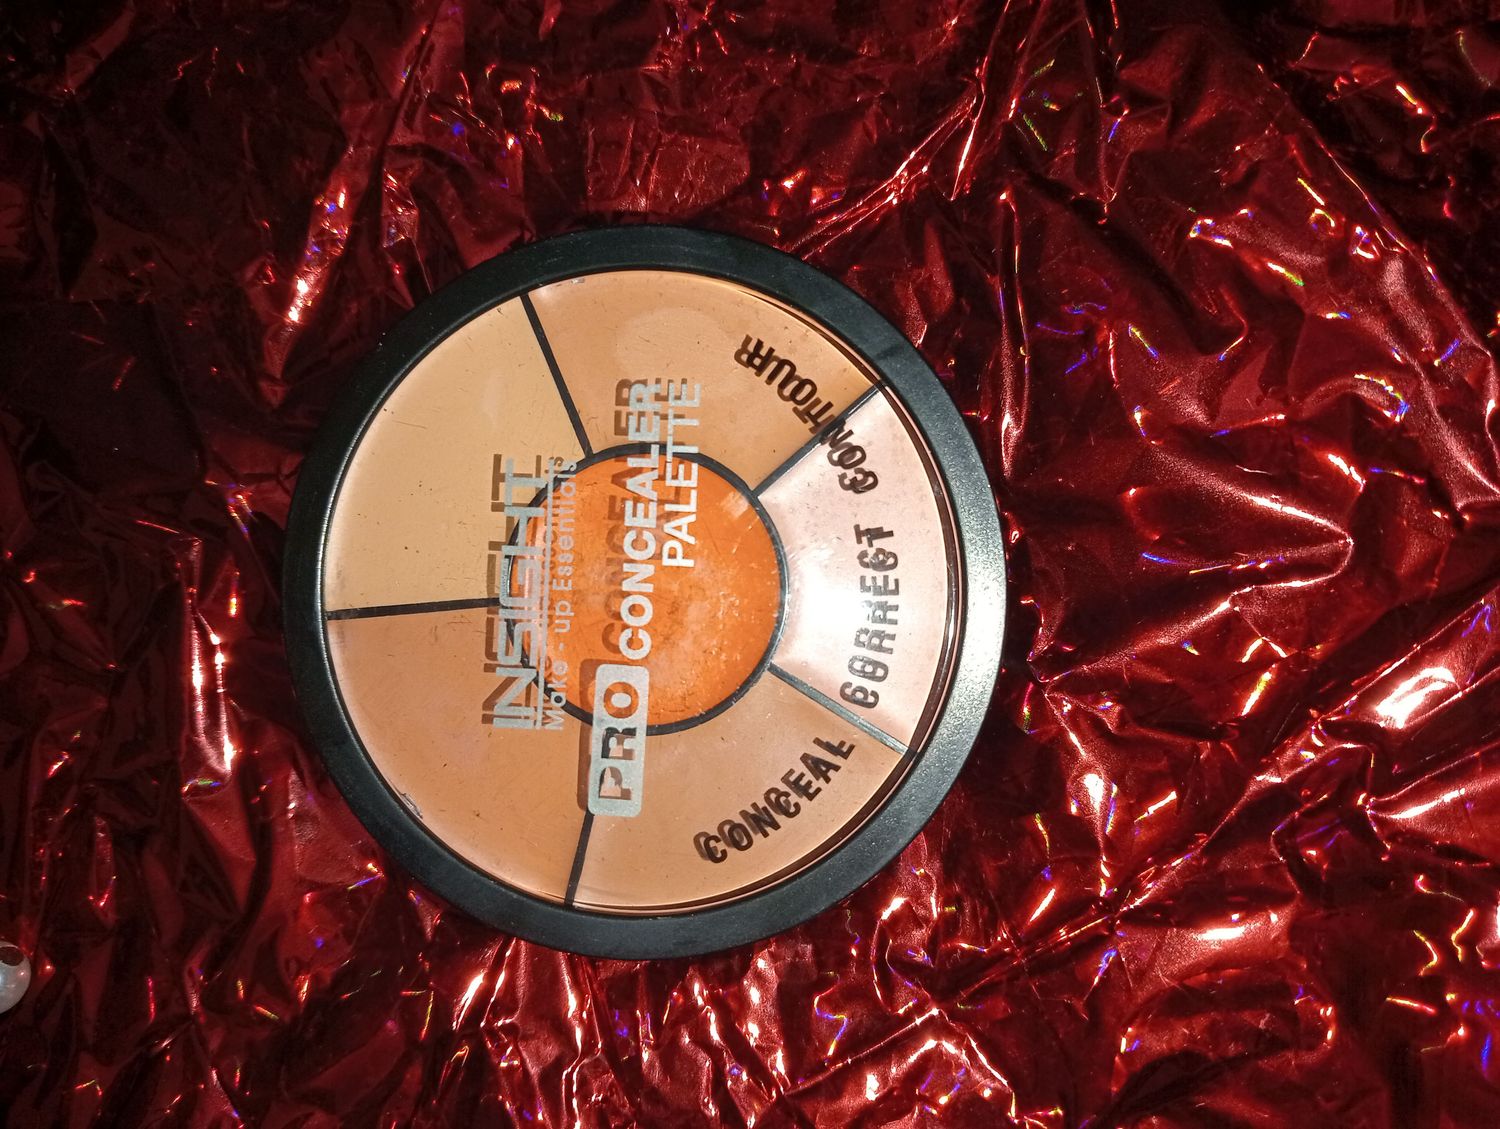 INSIGHT
Make-up Essentials
PRO CONCEALER
PALETTE
CONCEAL CORRECT CONTOUR